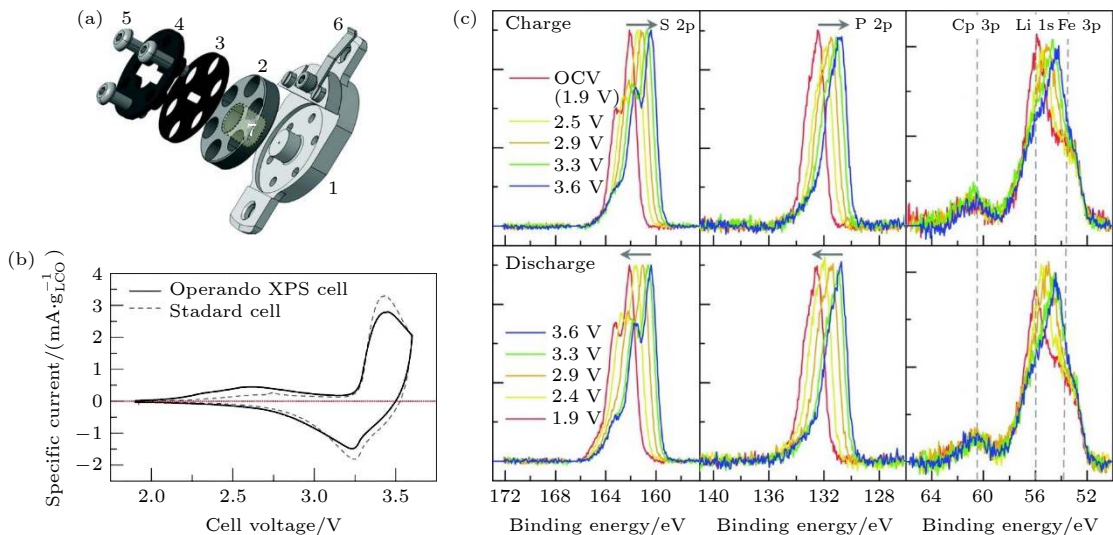 (a)
5
4
3
2
6
7
1
(b)
Specific current/(mA·g⁻¹LCO)
4
3
2
1
0
−1
−2
Operando XPS cell
Stadard cell
2.0 2.5 3.0 3.5
Cell voltage/V
(c)
Charge
S 2p
P 2p
Cp 3p Li 1s Fe 3p
OCV
(1.9 V)
2.5 V
2.9 V
3.3 V
3.6 V
Discharge
3.6 V
3.3 V
2.9 V
2.4 V
1.9 V
172 168 164 160
140 136 132 128
64 60 56 52
Binding energy/eV
Binding energy/eV
Binding energy/eV